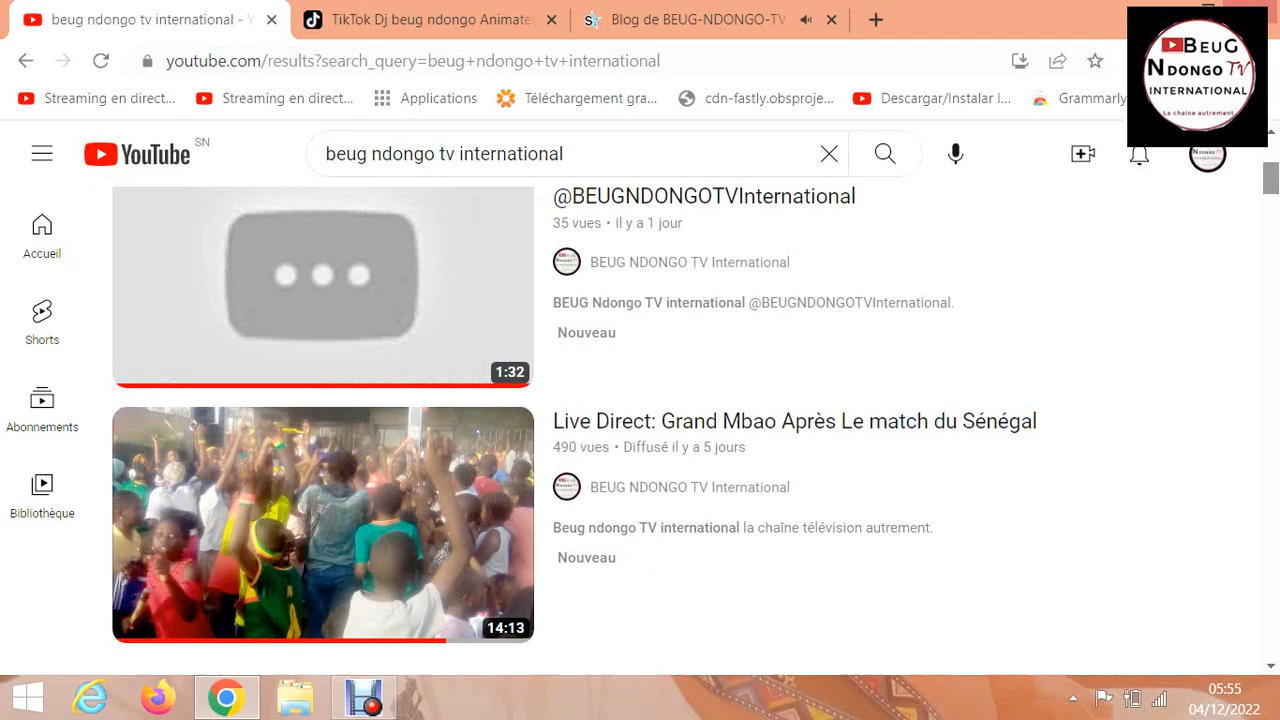 beug ndongo tv international - Y
TikTok Dj beug ndongo Animate
Blog de BEUG-NDONGO-TV
youtube.com/results?search_query=beug+ndongo+tv+international
Streaming en direct...
Streaming en direct...
Applications
Téléchargement gra...
cdn-fastly.obsproje...
Descargar/Instalar l...
Grammarly
BEUG
NDONGO TV
INTERNATIONAL
La chaine autrement
YouTube SN
beug ndongo tv international
@BEUGNDONGOTVInternational
35 vues • il y a 1 jour
BEUG NDONGO TV International
BEUG Ndongo TV international @BEUGNDONGOTVInternational.
Nouveau
1:32
Accueil
Shorts
Abonnements
Bibliothèque
Live Direct: Grand Mbao Après Le match du Sénégal
490 vues • Diffusé il y a 5 jours
BEUG NDONGO TV International
Beug ndongo TV international la chaîne télévision autrement.
Nouveau
14:13
05:55
04/12/2022